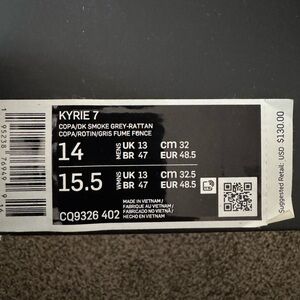 KYRIE 7
COPA/DK SMOKE GREY-RATTAN
COPA/ROTIN/GRIS FUME FONCE
14 MENS UK 13 cm 32
BR 47 EUR 48.5
15.5 WMNS UK 13 cm 32.5
BR 47 EUR 48.5
CQ9326 402
MADE IN VIETNAM /
FABRIQUE AU VIETNAM /
FABRICADO NO VIETNÃ /
HECHO EN VIETNAM
Suggested Retail: USD $130.00